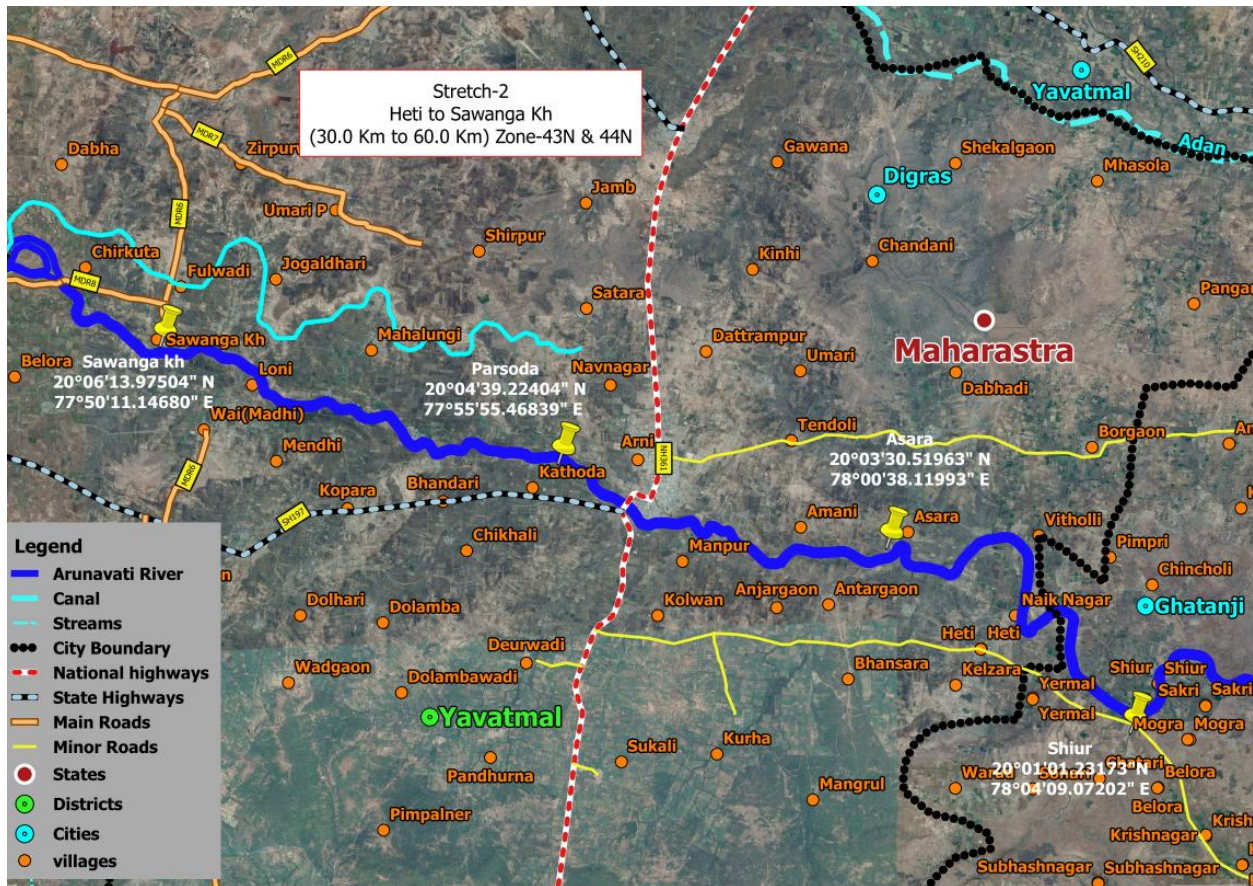 Stretch-2
Heti to Sawanga Kh
(30.0 Km to 60.0 Km) Zone-43N & 44N
MDR6
SH210
Yavatmal
MDR7
Dabha
Gawana
Shekalgaon
Adan
Digras
Mhasola
Jamb
Umari P
MDR6
Shirpur
Chandani
Chirkuta
Kinhi
Fulwadi
Jogaldhari
MDR8
Satara
Maharastra
Sawanga Kh
Mahalungi
Dattrampur
Umari
Belora
Sawanga kh
20°06'13.97504" N
77°50'11.14680" E
Loni
Parsoda
20°04'39.22404" N
77°55'55.46839" E
Navnagar
Dabhadi
Wai(Madhi)
Mendhi
Arni
NH361
Tendoli
Asara
20°03'30.51963" N
78°00'38.11993" E
Borgaon
MDR6
Kopara
Bhandari
Kathoda
SH197
Chikhali
Manpur
Amani
Asara
Vitholli
Pimpri
Chincholi
Ghatanji
Dolhari
Dolamba
Kolwan
Anjargaon
Antargaon
Naik Nagar
Deurwadi
Heti
Heti
Wadgaon
Dolambawadi
Bhansara
Kelzara
Yermal
Yermal
Shiur
Shiur
Sakri
Sakri
Mogra
Mogra
Yavatmal
Pandhurna
Sukali
Kurha
Shiur
20°01'01.23173"N
78°04'09.07202" E
Mangrul
Belora
Belora
Pimpalner
Krishnagar
Subhashnagar
Subhashnagar
Legend
Arunavati River
Canal
Streams
City Boundary
National highways
State Highways
Main Roads
Minor Roads
States
Districts
Cities
villages